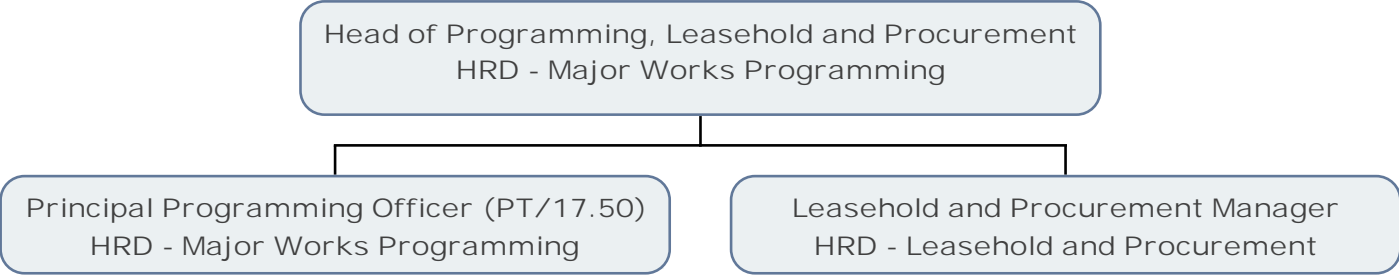 Head of Programming, Leasehold and Procurement
HRD - Major Works Programming
Principal Programming Officer (PT/17.50)
HRD - Major Works Programming
Leasehold and Procurement Manager
HRD - Leasehold and Procurement